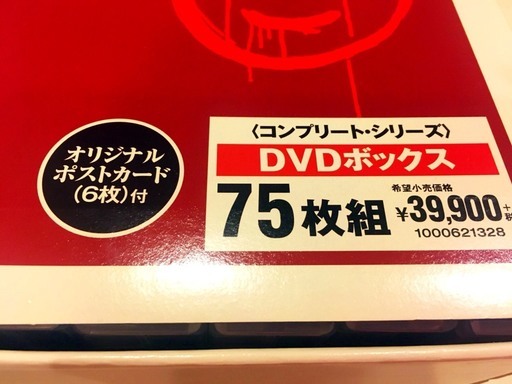 オリジナル
ポストカード
(6枚)付
〈コンプリート・シリーズ〉
DVDボックス
75枚組
希望小売価格
¥39,900+税
1000621328